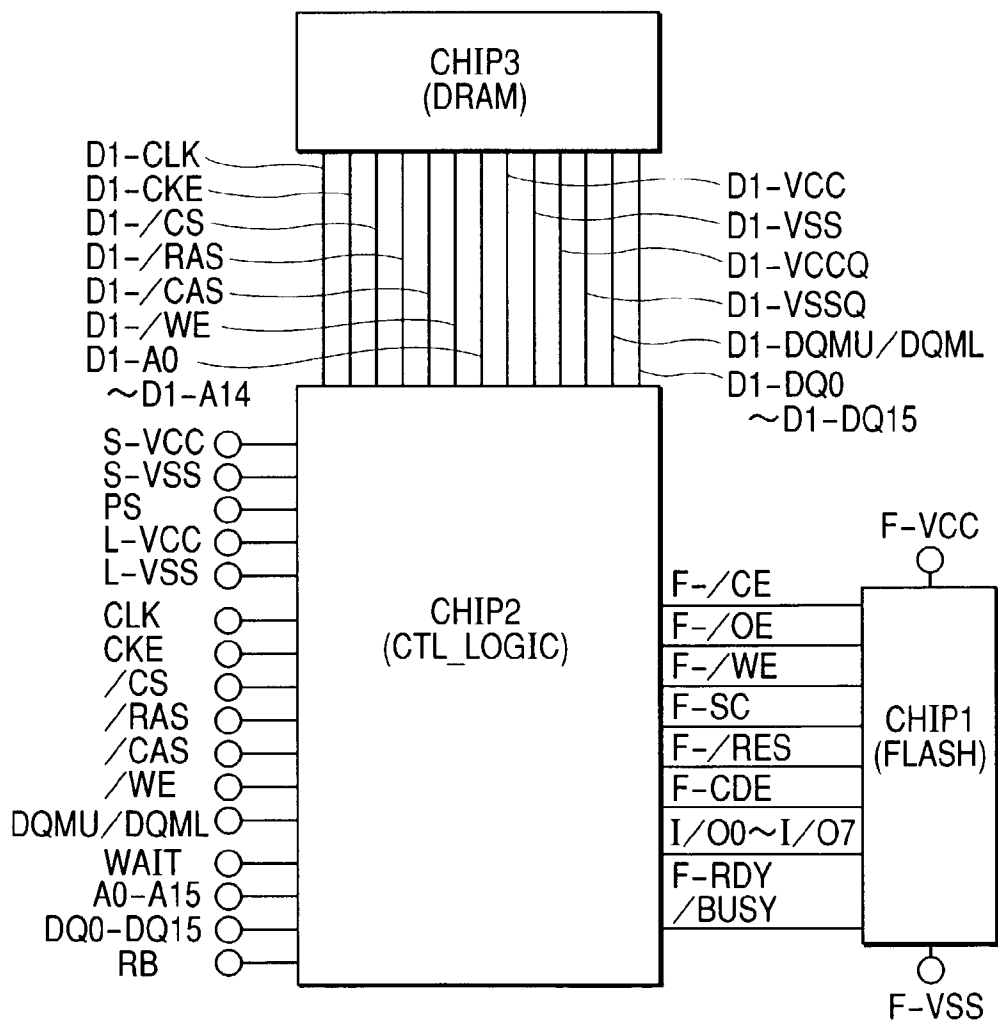 CHIP3
(DRAM)
D1-CLK
D1-CKE
D1-/CS
D1-/RAS
D1-/CAS
D1-/WE
D1-A0
~D1-A14
D1-VCC
D1-VSS
D1-VCCQ
D1-VSSQ
D1-DQMU/DQML
D1-DQ0
~D1-DQ15
S-VCC
S-VSS
PS
L-VCC
L-VSS
CLK
CKE
/CS
/RAS
/CAS
/WE
DQMU/DQML
WAIT
A0-A15
DQ0-DQ15
RB
CHIP2
(CTL_LOGIC)
F-/CE
F-/OE
F-/WE
F-SC
F-/RES
F-CDE
I/O0~I/O7
F-RDY
/BUSY
F-VCC
CHIP1
(FLASH)
F-VSS